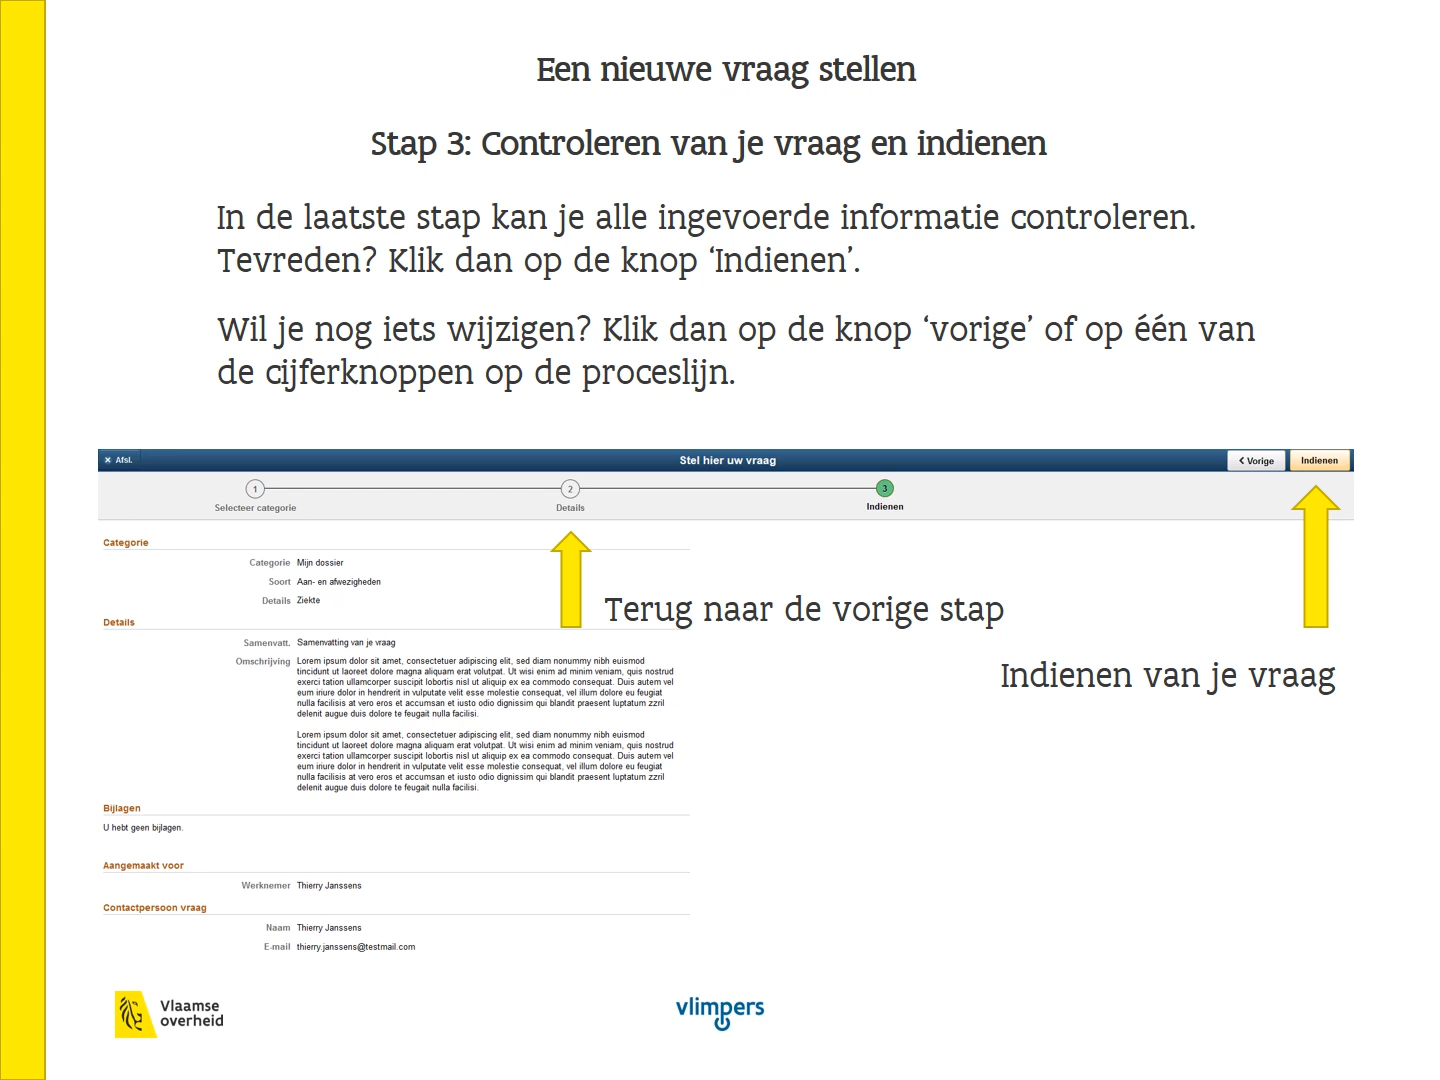 Een nieuwe vraag stellen
Stap 3: Controleren van je vraag en indienen
In de laatste stap kan je alle ingevoerde informatie controleren.
Tevreden? Klik dan op de knop ‘Indienen’.
Wil je nog iets wijzigen? Klik dan op de knop ‘vorige’ of op één van
de cijferknoppen op de proceslijn.
× Afsl.
Stel hier uw vraag
Vorige
Indienen
1
2
3
Selecteer categorie
Details
Indienen
Categorie
Categorie Mijn dossier
Soort Aan- en afwezigheden
Details Ziekte
Terug naar de vorige stap
Details
Samenvatt. Samenvatting van je vraag
Omschrijving Lorem ipsum dolor sit amet, consectetuer adipiscing elit, sed diam nonummy nibh euismod
tincidunt ut laoreet dolore magna aliquam erat volutpat. Ut wisi enim ad minim veniam, quis nostrud
exerci tation ullamcorper suscipit lobortis nisl ut aliquip ex ea commodo consequat. Duis autem vel
eum iriure dolor in hendrerit in vulputate velit esse molestie consequat, vel illum dolore eu feugiat
nulla facilisis at vero eros et accumsan et iusto odio dignissim qui blandit praesent luptatum zzril
delenit augue duis dolore te feugait nulla facilisi.
Lorem ipsum dolor sit amet, consectetuer adipiscing elit, sed diam nonummy nibh euismod
tincidunt ut laoreet dolore magna aliquam erat volutpat. Ut wisi enim ad minim veniam, quis nostrud
exerci tation ullamcorper suscipit lobortis nisl ut aliquip ex ea commodo consequat. Duis autem vel
eum iriure dolor in hendrerit in vulputate velit esse molestie consequat, vel illum dolore eu feugiat
nulla facilisis at vero eros et accumsan et iusto odio dignissim qui blandit praesent luptatum zzril
delenit augue duis dolore te feugait nulla facilisi.
Indienen van je vraag
Bijlagen
U hebt geen bijlagen.
Aangemaakt voor
Werknemer Thierry Janssens
Contactpersoon vraag
Naam Thierry Janssens
E-mail thierry.janssens@testmail.com
Vlaamse
overheid
vlimpers